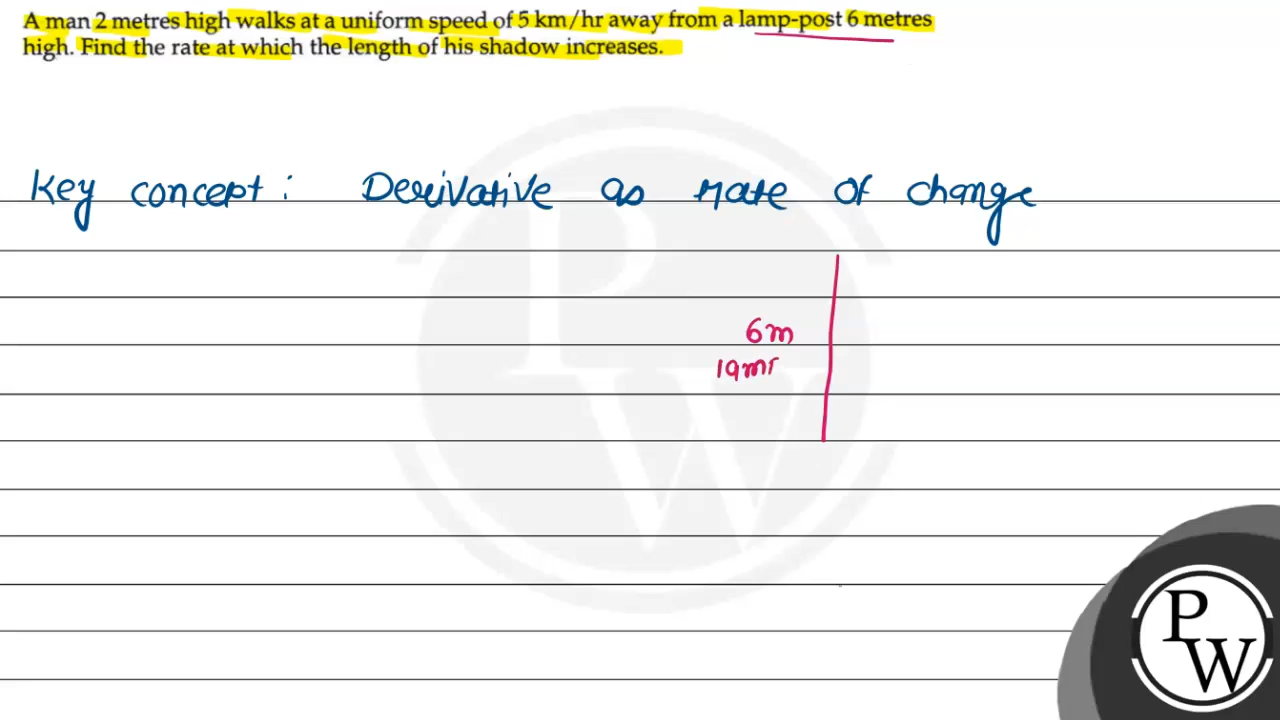 A man 2 metres high walks at a uniform speed of 5 km/hr away from a lamp-post 6 metres
high. Find the rate at which the length of his shadow increases.
Key concept: Derivative as rate of change
6m
PW
PW